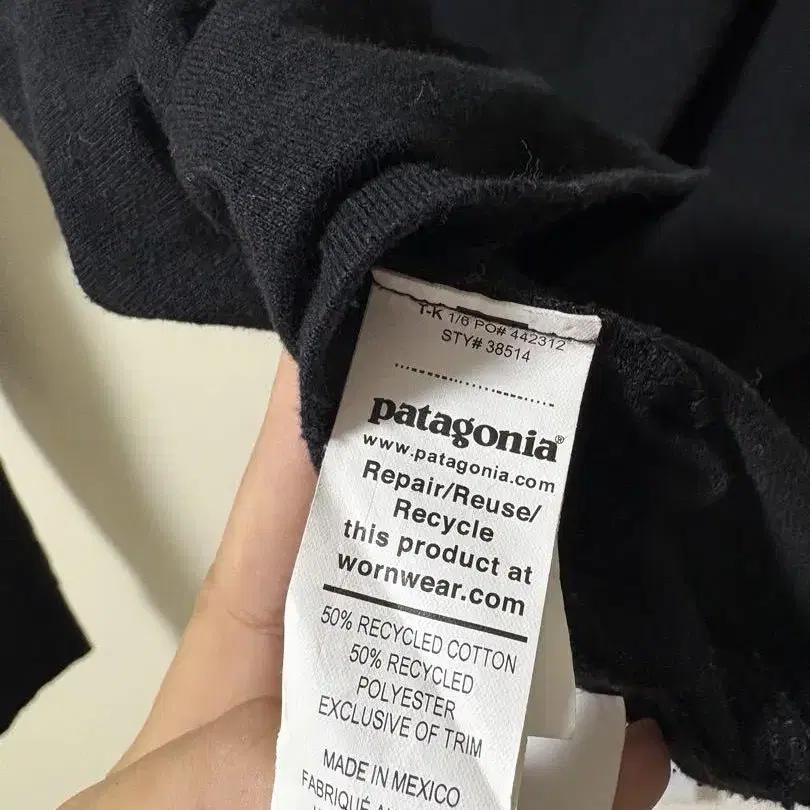 T-K 1/6 PO# 442312
STY# 38514
patagonia®
www.patagonia.com
Repair/Reuse/
Recycle
this product at
wornwear.com
50% RECYCLED COTTON
50% RECYCLED
POLYESTER
EXCLUSIVE OF TRIM
MADE IN MEXICO
FABRIQUÉ